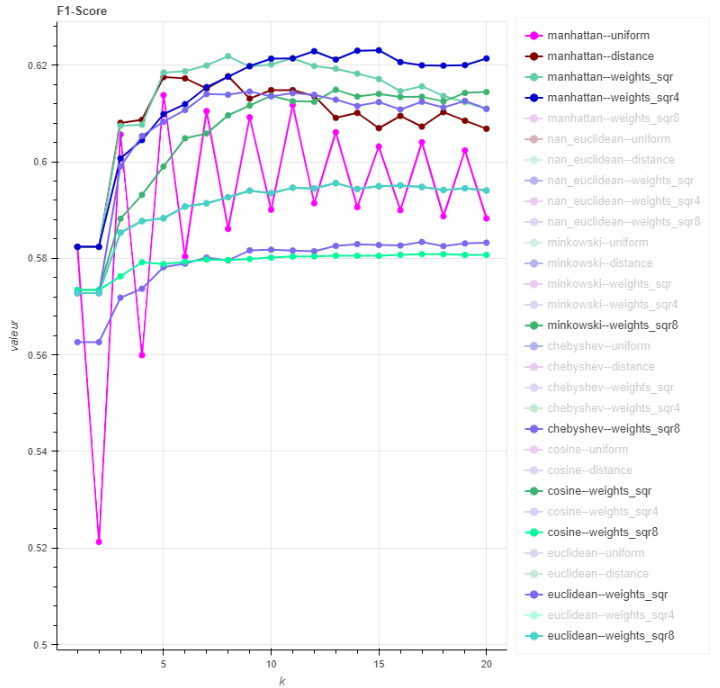 F1-Score
valeur
0.62
0.6
0.58
0.56
0.54
0.52
0.5
5
10
15
20
k
manhattan--uniform
manhattan--distance
manhattan--weights_sqr
manhattan--weights_sqr4
manhattan--weights_sqr8
nan_euclidean--uniform
nan_euclidean--distance
nan_euclidean--weights_sqr
nan_euclidean--weights_sqr4
nan_euclidean--weights_sqr8
minkowski--uniform
minkowski--distance
minkowski--weights_sqr
minkowski--weights_sqr4
minkowski--weights_sqr8
chebyshev--uniform
chebyshev--distance
chebyshev--weights_sqr
chebyshev--weights_sqr4
chebyshev--weights_sqr8
cosine--uniform
cosine--distance
cosine--weights_sqr
cosine--weights_sqr4
cosine--weights_sqr8
euclidean--uniform
euclidean--distance
euclidean--weights_sqr
euclidean--weights_sqr4
euclidean--weights_sqr8